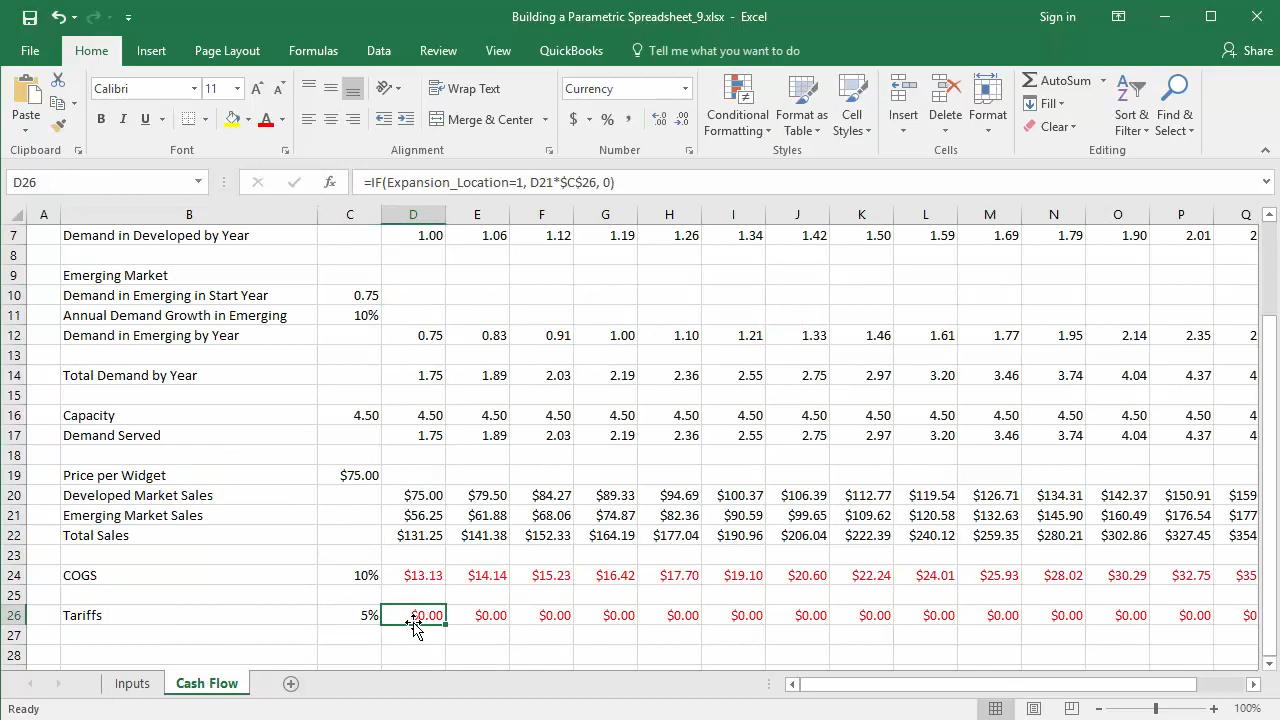 Building a Parametric Spreadsheet_9.xlsx - Excel
Sign in
File Home Insert Page Layout Formulas Data Review View QuickBooks Tell me what you want to do Share
Paste
Clipboard
Calibri 11
B I U
Font
Wrap Text
Merge & Center
Alignment
Currency
$ % ,
Number
Conditional Formatting
Format as Table
Cell Styles
Styles
Insert Delete Format
Cells
AutoSum
Fill
Clear
Sort & Filter
Find & Select
Editing
D26 fx =IF(Expansion_Location=1, D21*$C$26, 0)
A B C D E F G H I J K L M N O P Q
7 Demand in Developed by Year 1.00 1.06 1.12 1.19 1.26 1.34 1.42 1.50 1.59 1.69 1.79 1.90 2.01 2
8
9 Emerging Market
10 Demand in Emerging in Start Year 0.75
11 Annual Demand Growth in Emerging 10%
12 Demand in Emerging by Year 0.75 0.83 0.91 1.00 1.10 1.21 1.33 1.46 1.61 1.77 1.95 2.14 2.35 2
13
14 Total Demand by Year 1.75 1.89 2.03 2.19 2.36 2.55 2.75 2.97 3.20 3.46 3.74 4.04 4.37 4
15
16 Capacity 4.50 4.50 4.50 4.50 4.50 4.50 4.50 4.50 4.50 4.50 4.50 4.50 4.50 4.50 4
17 Demand Served 1.75 1.89 2.03 2.19 2.36 2.55 2.75 2.97 3.20 3.46 3.74 4.04 4.37 4
18
19 Price per Widget $75.00
20 Developed Market Sales $75.00 $79.50 $84.27 $89.33 $94.69 $100.37 $106.39 $112.77 $119.54 $126.71 $134.31 $142.37 $150.91 $159
21 Emerging Market Sales $56.25 $61.88 $68.06 $74.87 $82.36 $90.59 $99.65 $109.62 $120.58 $132.63 $145.90 $160.49 $176.54 $177
22 Total Sales $131.25 $141.38 $152.33 $164.19 $177.04 $190.96 $206.04 $222.39 $240.12 $259.35 $280.21 $302.86 $327.45 $354
23
24 COGS 10% $13.13 $14.14 $15.23 $16.42 $17.70 $19.10 $20.60 $22.24 $24.01 $25.93 $28.02 $30.29 $32.75 $35
25
26 Tariffs 5% $0.00 $0.00 $0.00 $0.00 $0.00 $0.00 $0.00 $0.00 $0.00 $0.00 $0.00 $0.00 $0.00 $0
27
28
Inputs Cash Flow
Ready 100%